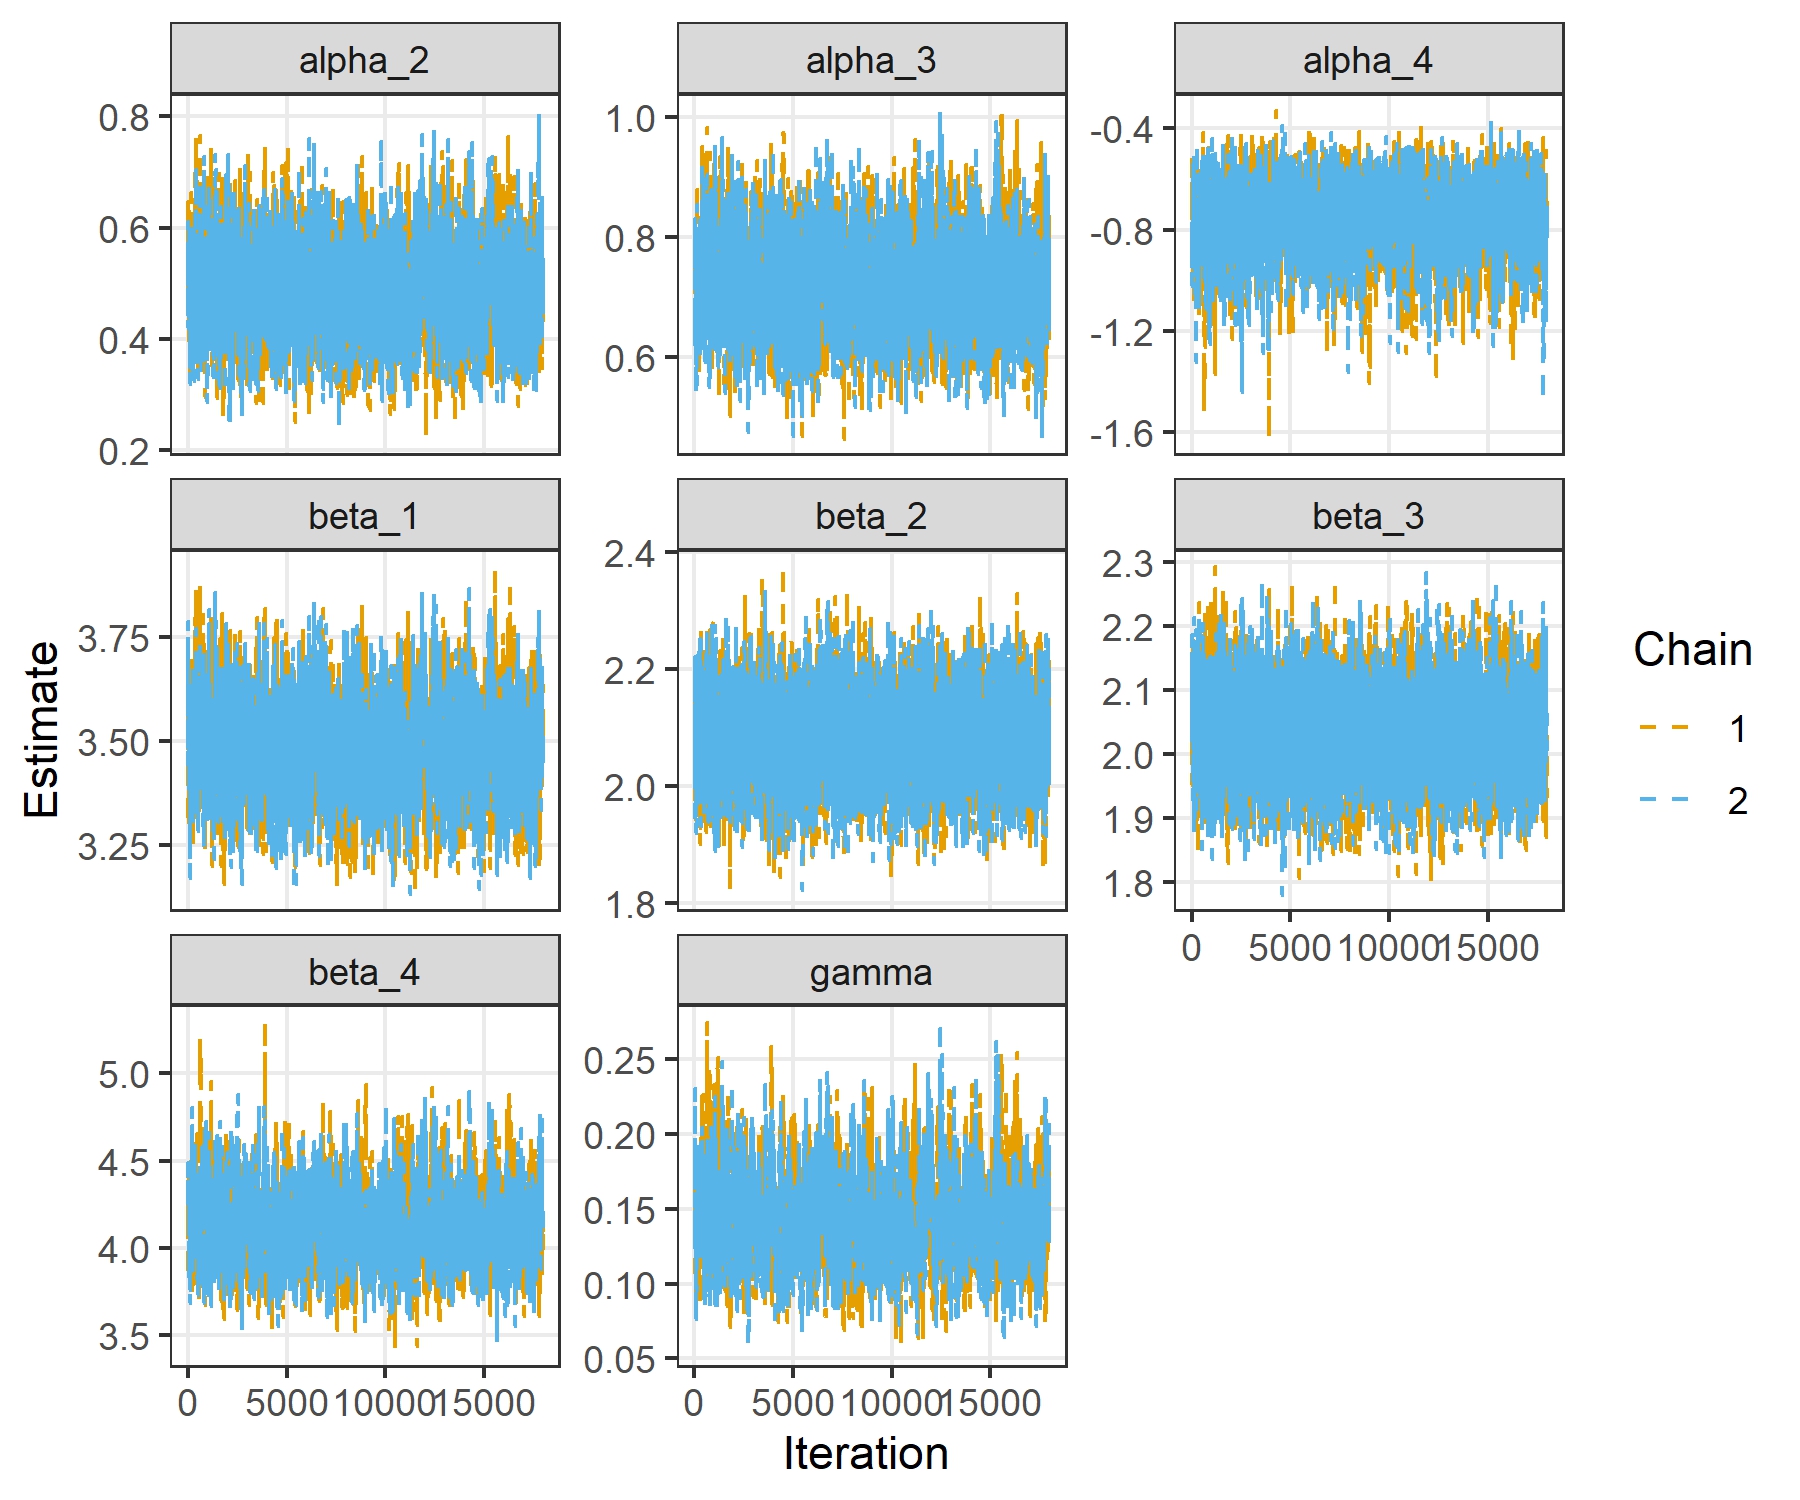 alpha_2 alpha_3 alpha_4
0.8 1.0 -0.4
0.6 0.8 -0.8
0.4 0.6 -1.2
0.2 -1.6
beta_1 beta_2 beta_3
3.75 2.4 2.3
3.50 2.2 2.2
3.25 2.0 2.1
1.8 2.0
1.9
1.8
0 5000 10000 15000
beta_4 gamma
5.0 0.25
4.5 0.20
4.0 0.15
3.5 0.10
0.05
0 5000 10000 15000 0 5000 10000 15000
Iteration
Estimate
Chain
1
2